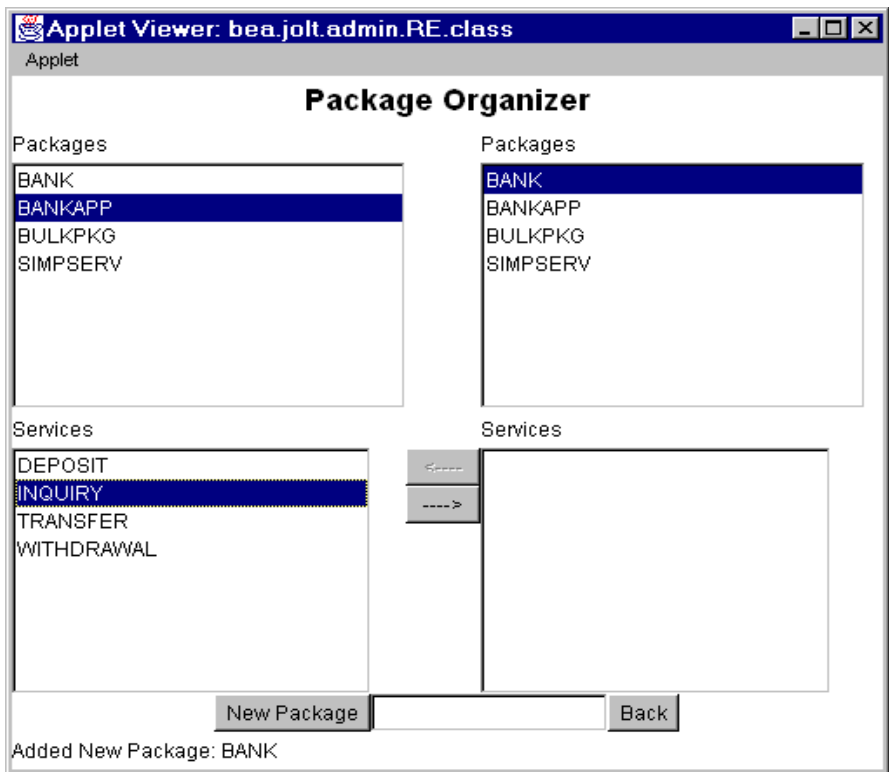 Applet Viewer: bea.jolt.admin.RE.class
Applet
Package Organizer
Packages
BANK
BANKAPP
BULKPKG
SIMPSERV
Packages
BANK
BANKAPP
BULKPKG
SIMPSERV
Services
DEPOSIT
INQUIRY
TRANSFER
WITHDRAWAL
<----
---->
Services
New Package
Back
Added New Package: BANK